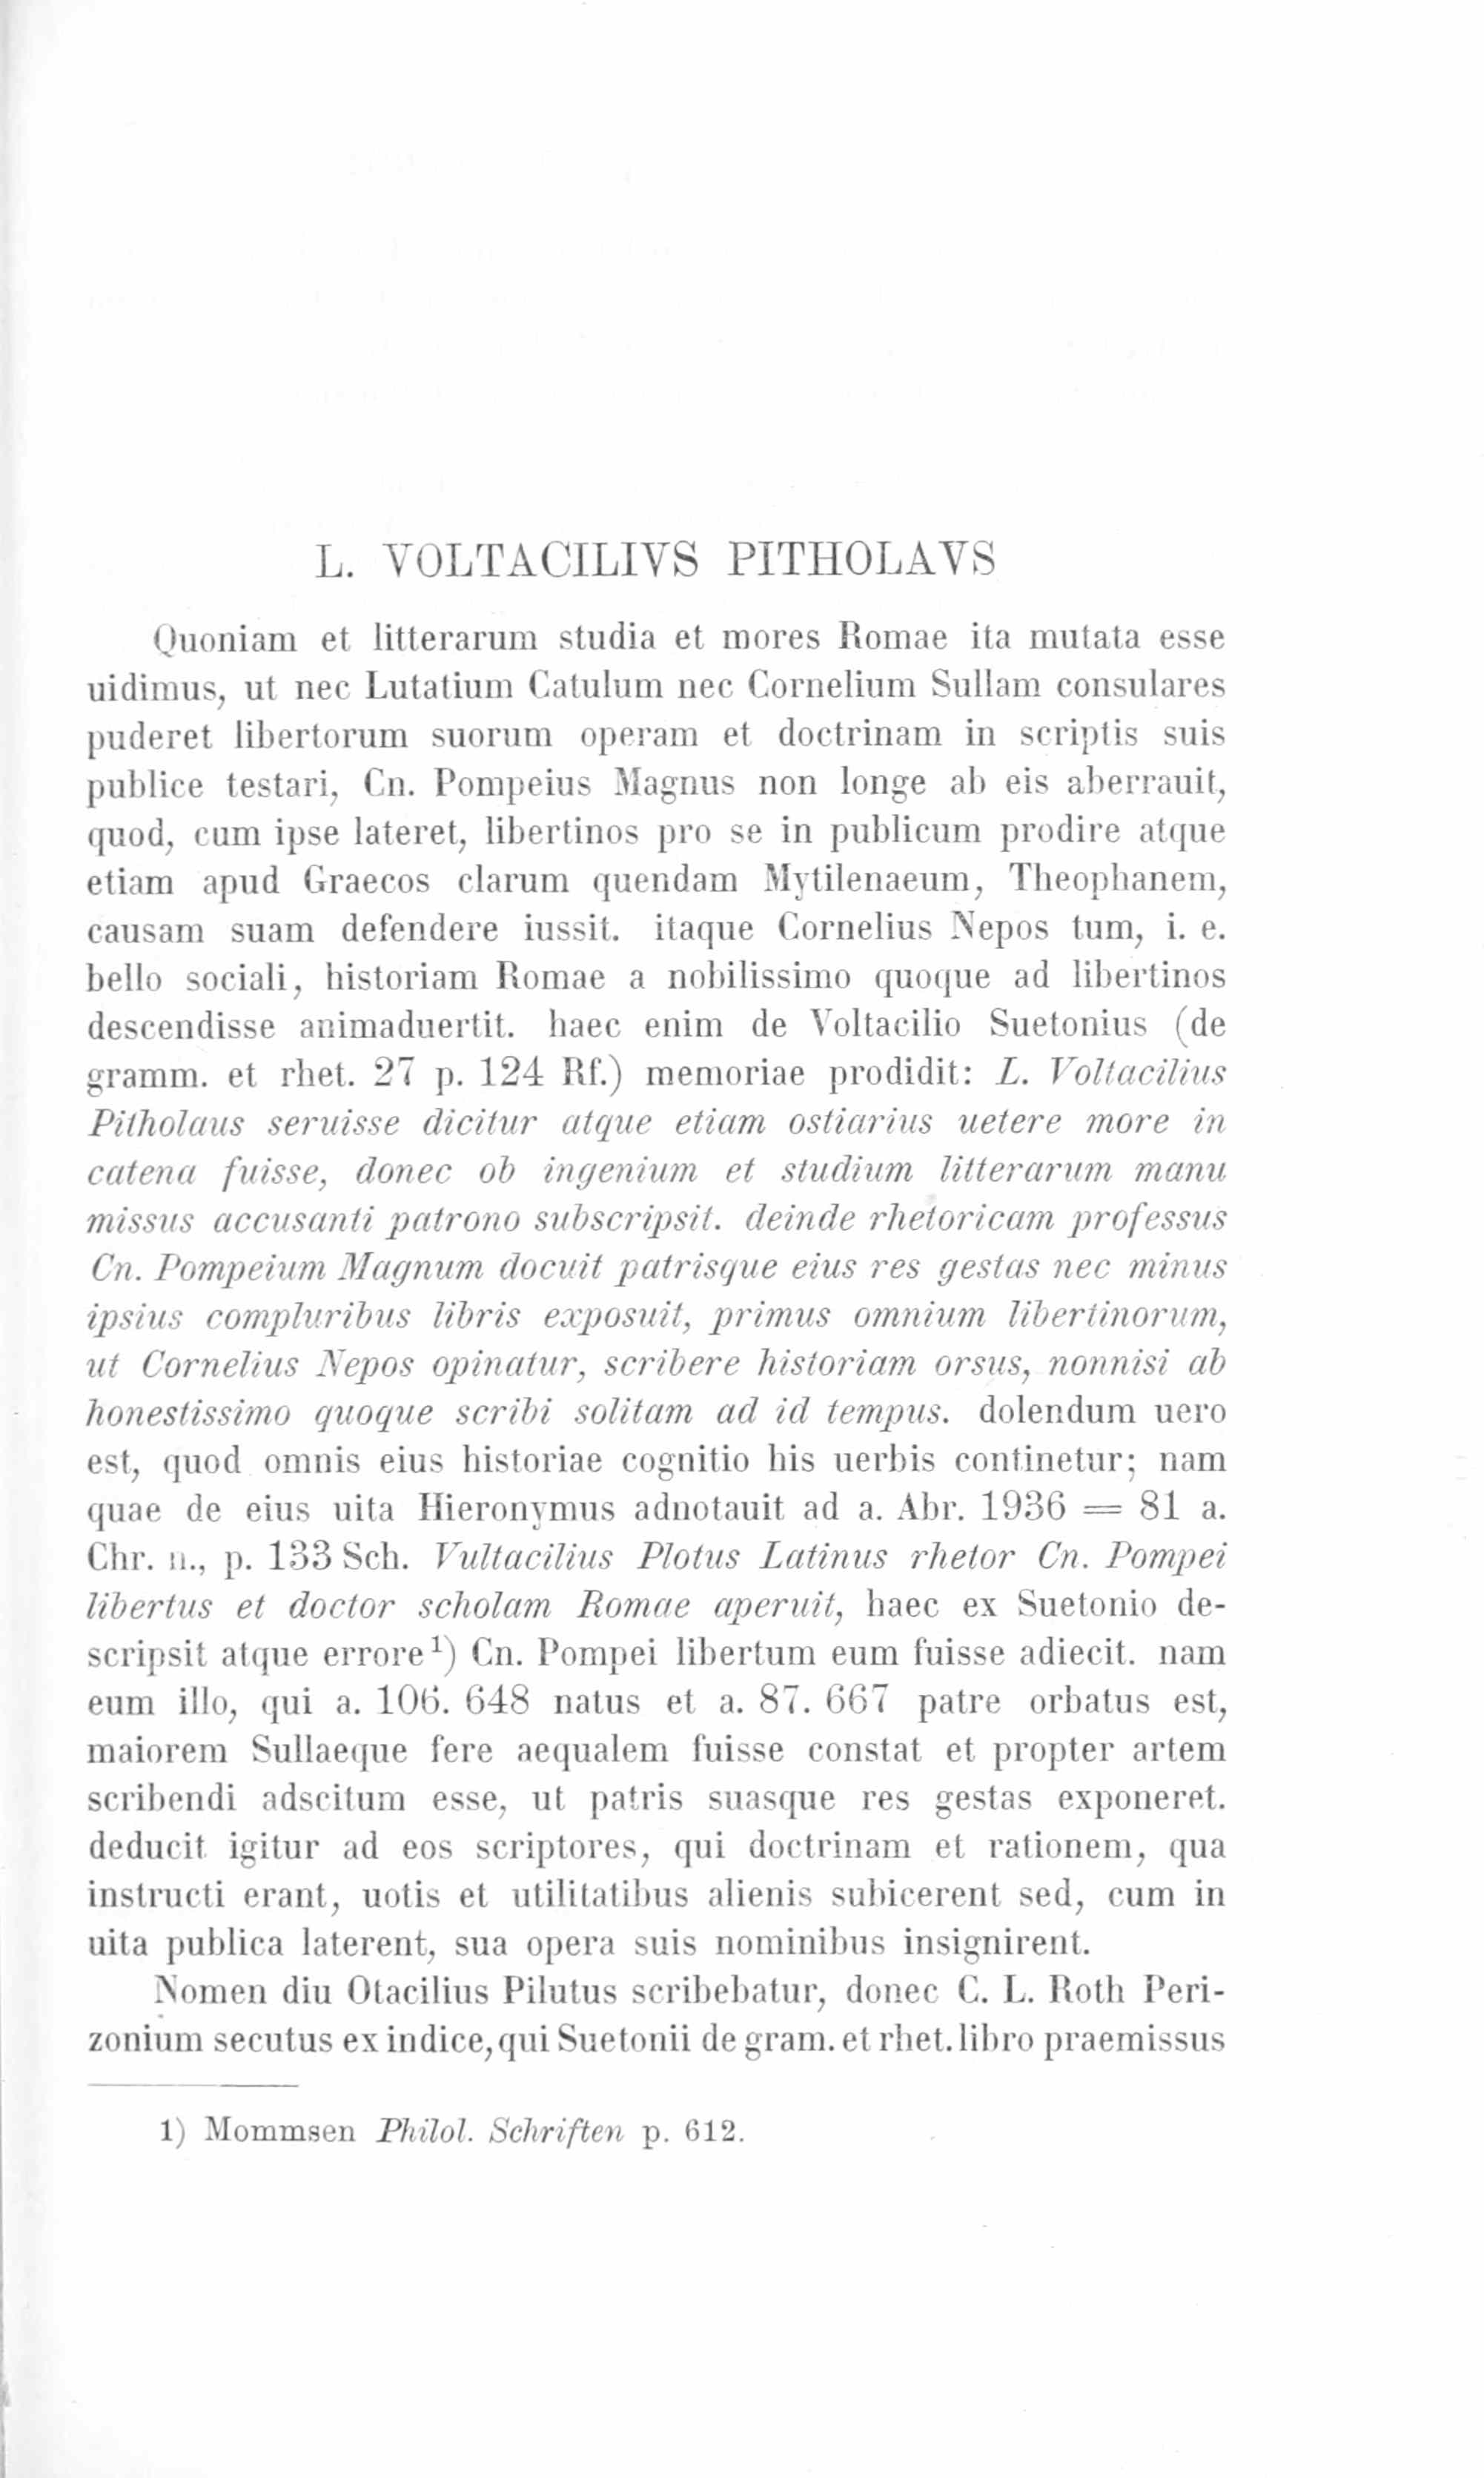 L. VOLTACILIVS PITHOLAVS
Quoniam et litterarum studia et mores Romae ita mutata esse
uidimus, ut nec Lutatium Catulum nec Cornelium Sullam consulares
puderet libertorum suorum operam et doctrinam in scriptis suis
publice testari, Cn. Pompeius Magnus non longe ab eis aberrauit,
quod, cum ipse lateret, libertinos pro se in publicum prodire atque
etiam apud Graecos clarum quendam Mytilenaeum, Theophanem,
causam suam defendere iussit. itaque Cornelius Nepos tum, i. e.
bello sociali, historiam Romae a nobilissimo quoque ad libertinos
descendisse animaduertit. haec enim de Voltacilio Suetonius (de
gramm. et rhet. 27 p. 124 Rf.) memoriae prodidit: L. Voltacilius
Pitholaus seruisse dicitur atque etiam ostiarius uetere more in
catena fuisse, donec ob ingenium et studium litterarum manu
missus accusanti patrono subscripsit. deinde rhetoricam professus
Cn. Pompeium Magnum docuit patrisque eius res gestas nec minus
ipsius compluribus libris exposuit, primus omnium libertinorum,
ut Cornelius Nepos opinatur, scribere historiam orsus, nonnisi ab
honestissimo quoque scribi solitam ad id tempus. dolendum uero
est, quod omnis eius historiae cognitio his uerbis continetur; nam
quae de eius uita Hieronymus adnotauit ad a. Abr. 1936 = 81 a.
Chr. n., p. 133 Sch. Vultacilius Plotus Latinus rhetor Cn. Pompei
libertus et doctor scholam Romae aperuit, haec ex Suetonio de-
scripsit atque errore ¹) Cn. Pompei libertum eum fuisse adiecit. nam
eum illo, qui a. 106. 648 natus et a. 87. 667 patre orbatus est,
maiorem Sullaeque fere aequalem fuisse constat et propter artem
scribendi adscitum esse, ut patris suasque res gestas exponeret.
deducit igitur ad eos scriptores, qui doctrinam et rationem, qua
instructi erant, uotis et utilitatibus alienis subicerent sed, cum in
uita publica laterent, sua opera suis nominibus insignirent.
Nomen diu Otacilius Pilutus scribebatur, donec C. L. Roth Peri-
zonium secutus ex indice, qui Suetonii de gram. et rhet. libro praemissus
1) Mommsen Philol. Schriften p. 612.